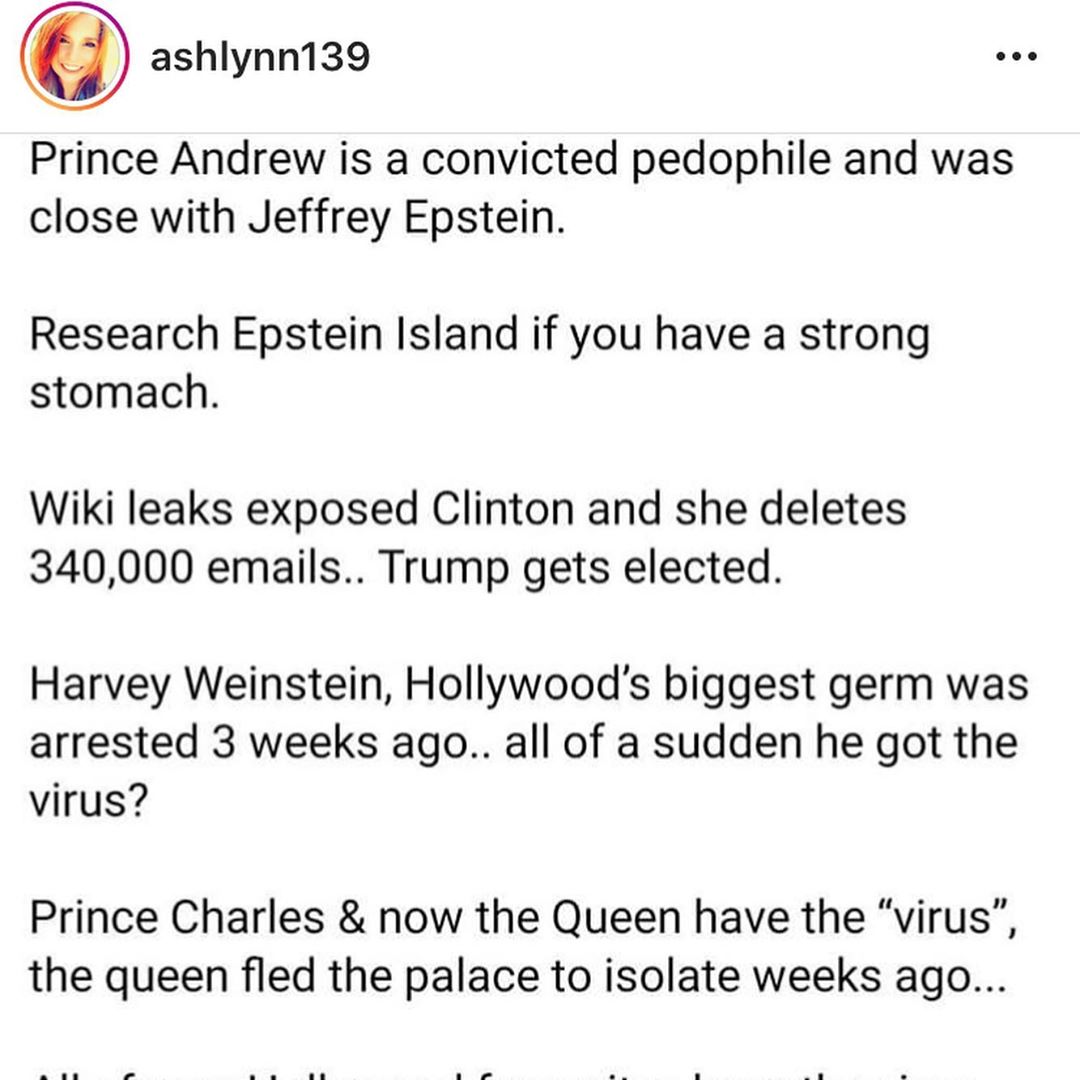 ashlynn139
Prince Andrew is a convicted pedophile and was
close with Jeffrey Epstein.
Research Epstein Island if you have a strong
stomach.
Wiki leaks exposed Clinton and she deletes
340,000 emails.. Trump gets elected.
Harvey Weinstein, Hollywood’s biggest germ was
arrested 3 weeks ago.. all of a sudden he got the
virus?
Prince Charles & now the Queen have the “virus”,
the queen fled the palace to isolate weeks ago...